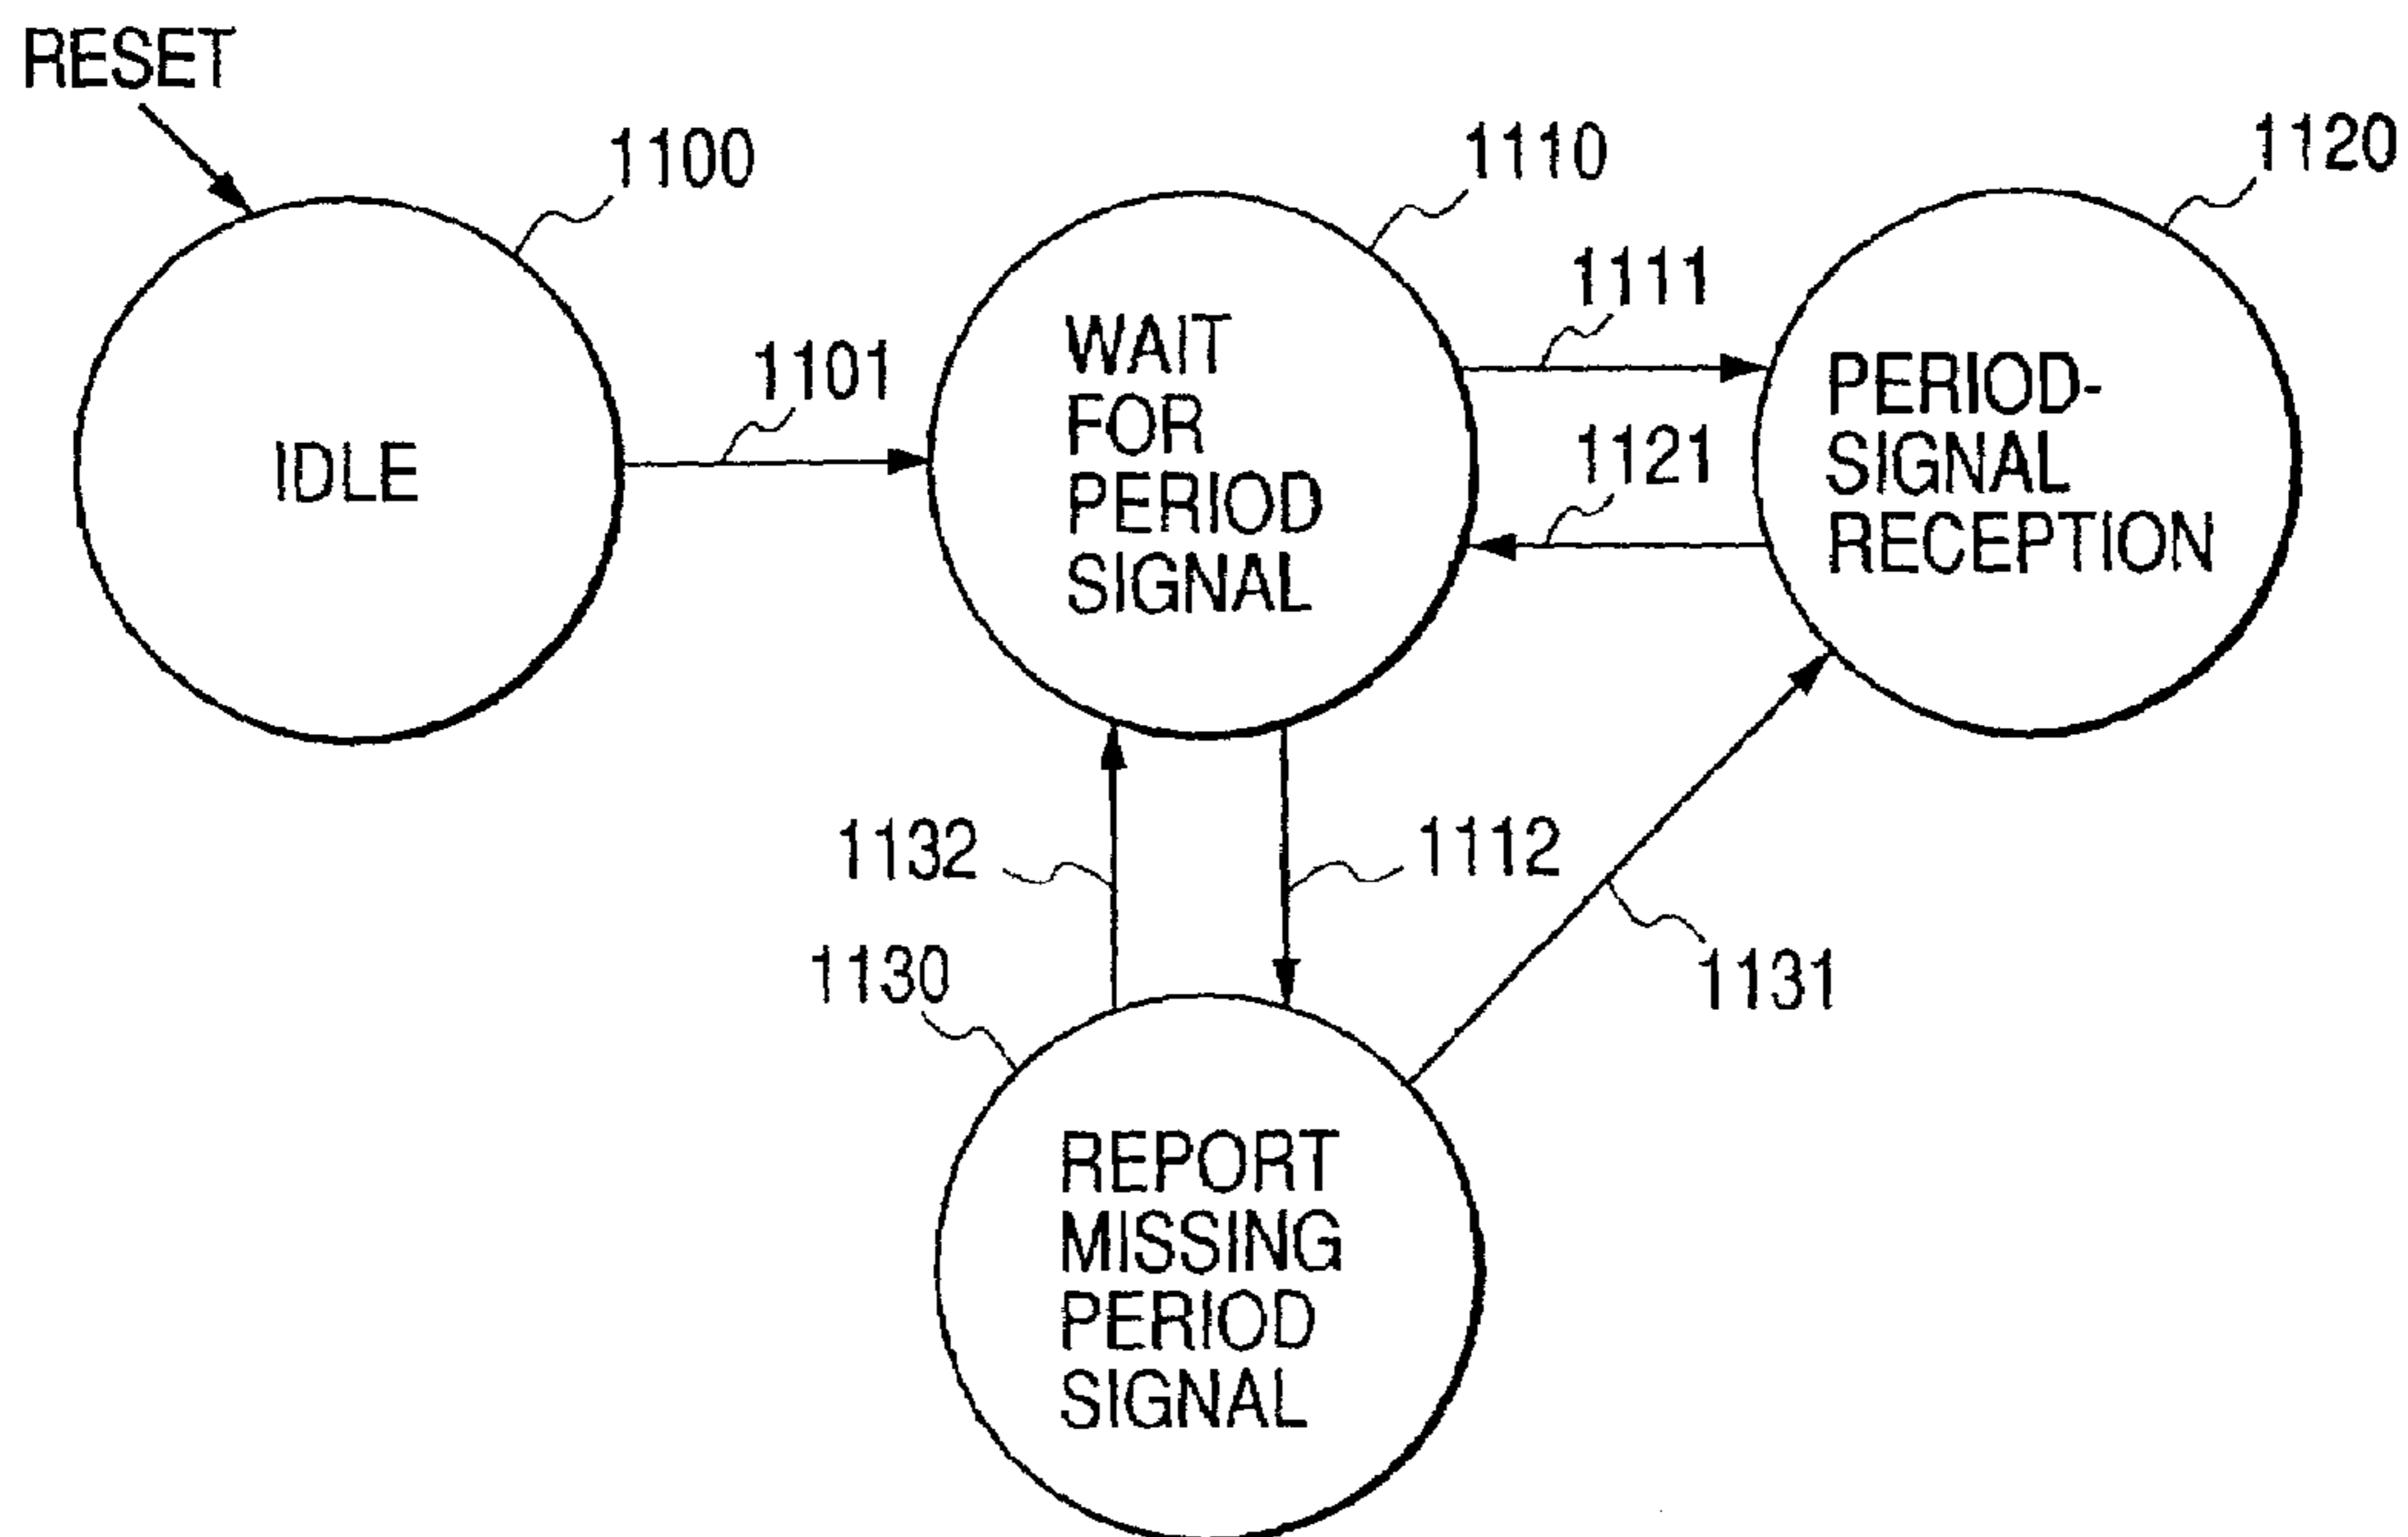 RESET
1100
1110
1120
IDLE
1101
WAIT
FOR
PERIOD
SIGNAL
1111
1121
PERIOD-
SIGNAL
RECEPTION
1132
1112
1130
1131
REPORT
MISSING
PERIOD
SIGNAL